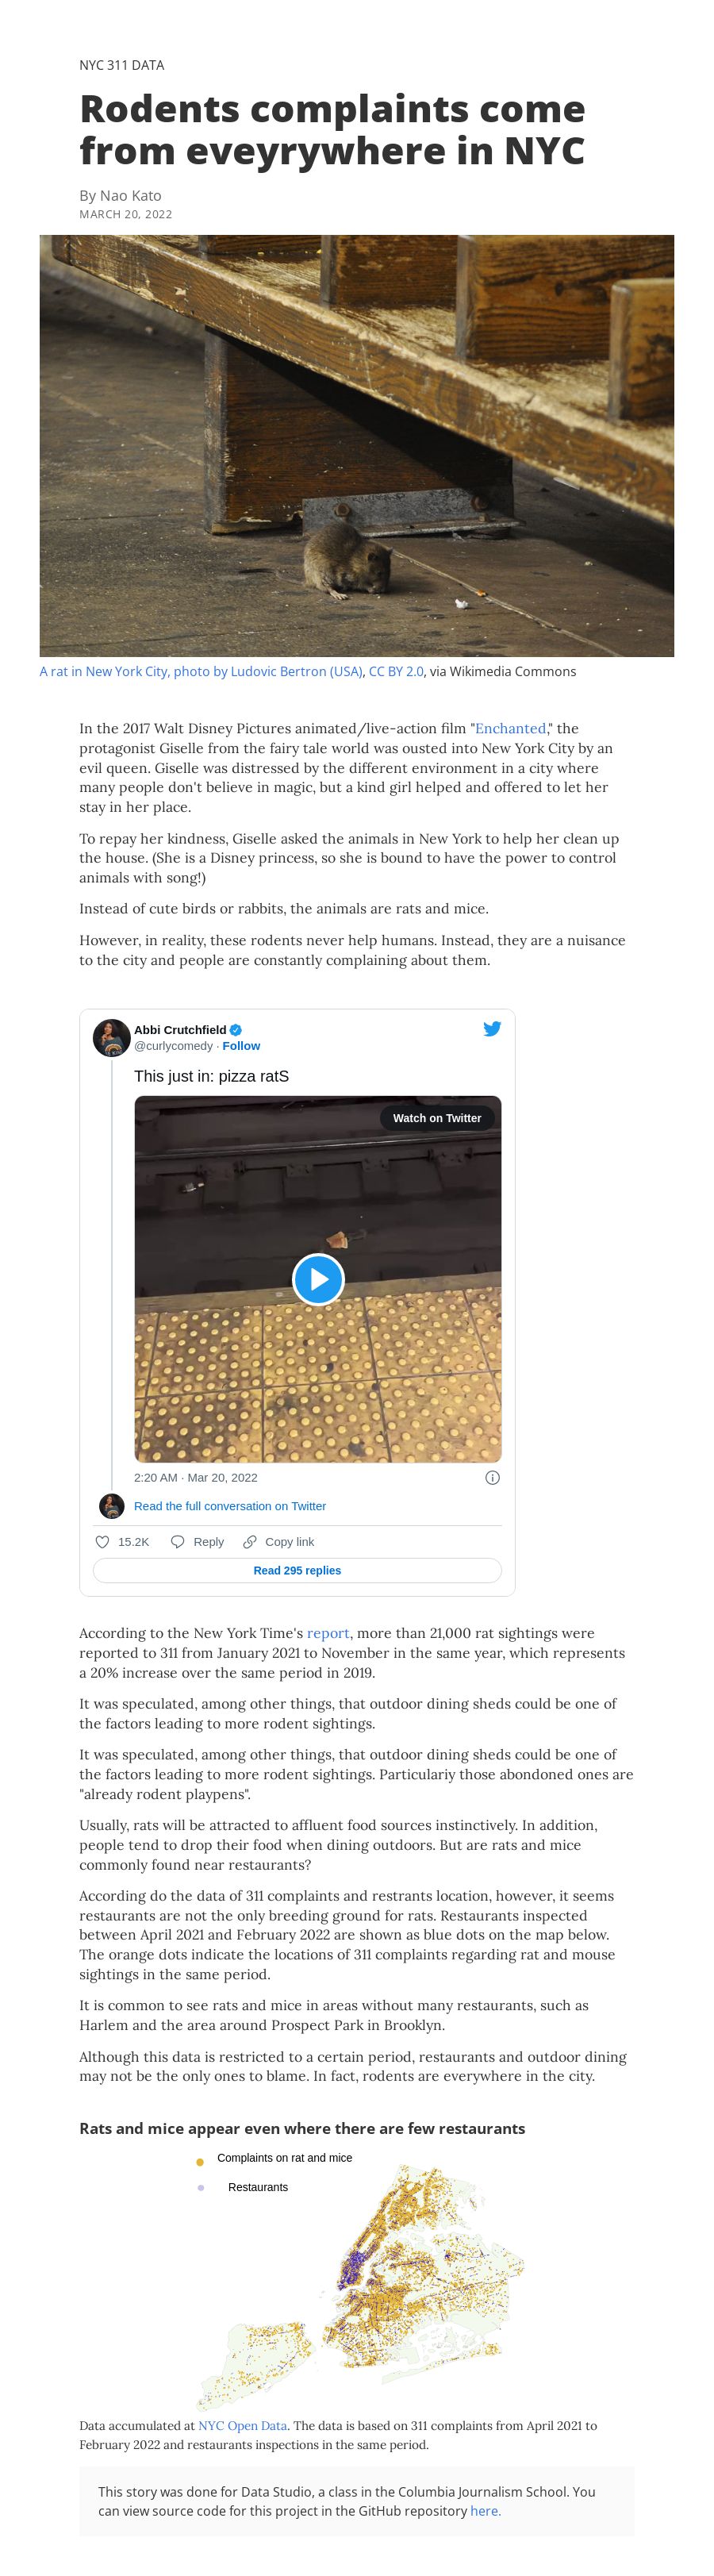 NYC 311 DATA
Rodents complaints come
from eveyrywhere in NYC
By Nao Kato
MARCH 20, 2022
A rat in New York City, photo by Ludovic Bertron (USA), CC BY 2.0, via Wikimedia Commons
In the 2017 Walt Disney Pictures animated/live-action film "Enchanted," the
protagonist Giselle from the fairy tale world was ousted into New York City by an
evil queen. Giselle was distressed by the different environment in a city where
many people don't believe in magic, but a kind girl helped and offered to let her
stay in her place.
To repay her kindness, Giselle asked the animals in New York to help her clean up
the house. (She is a Disney princess, so she is bound to have the power to control
animals with song!)
Instead of cute birds or rabbits, the animals are rats and mice.
However, in reality, these rodents never help humans. Instead, they are a nuisance
to the city and people are constantly complaining about them.
Abbi Crutchfield
@curlycomedy · Follow
This just in: pizza ratS
Watch on Twitter
2:20 AM · Mar 20, 2022
Read the full conversation on Twitter
15.2K Reply Copy link
Read 295 replies
According to the New York Time's report, more than 21,000 rat sightings were
reported to 311 from January 2021 to November in the same year, which represents
a 20% increase over the same period in 2019.
It was speculated, among other things, that outdoor dining sheds could be one of
the factors leading to more rodent sightings.
It was speculated, among other things, that outdoor dining sheds could be one of
the factors leading to more rodent sightings. Particulariy those abondoned ones are
"already rodent playpens".
Usually, rats will be attracted to affluent food sources instinctively. In addition,
people tend to drop their food when dining outdoors. But are rats and mice
commonly found near restaurants?
According do the data of 311 complaints and restrants location, however, it seems
restaurants are not the only breeding ground for rats. Restaurants inspected
between April 2021 and February 2022 are shown as blue dots on the map below.
The orange dots indicate the locations of 311 complaints regarding rat and mouse
sightings in the same period.
It is common to see rats and mice in areas without many restaurants, such as
Harlem and the area around Prospect Park in Brooklyn.
Although this data is restricted to a certain period, restaurants and outdoor dining
may not be the only ones to blame. In fact, rodents are everywhere in the city.
Rats and mice appear even where there are few restaurants
Complaints on rat and mice
Restaurants
Data accumulated at NYC Open Data. The data is based on 311 complaints from April 2021 to
February 2022 and restaurants inspections in the same period.
This story was done for Data Studio, a class in the Columbia Journalism School. You
can view source code for this project in the GitHub repository here.